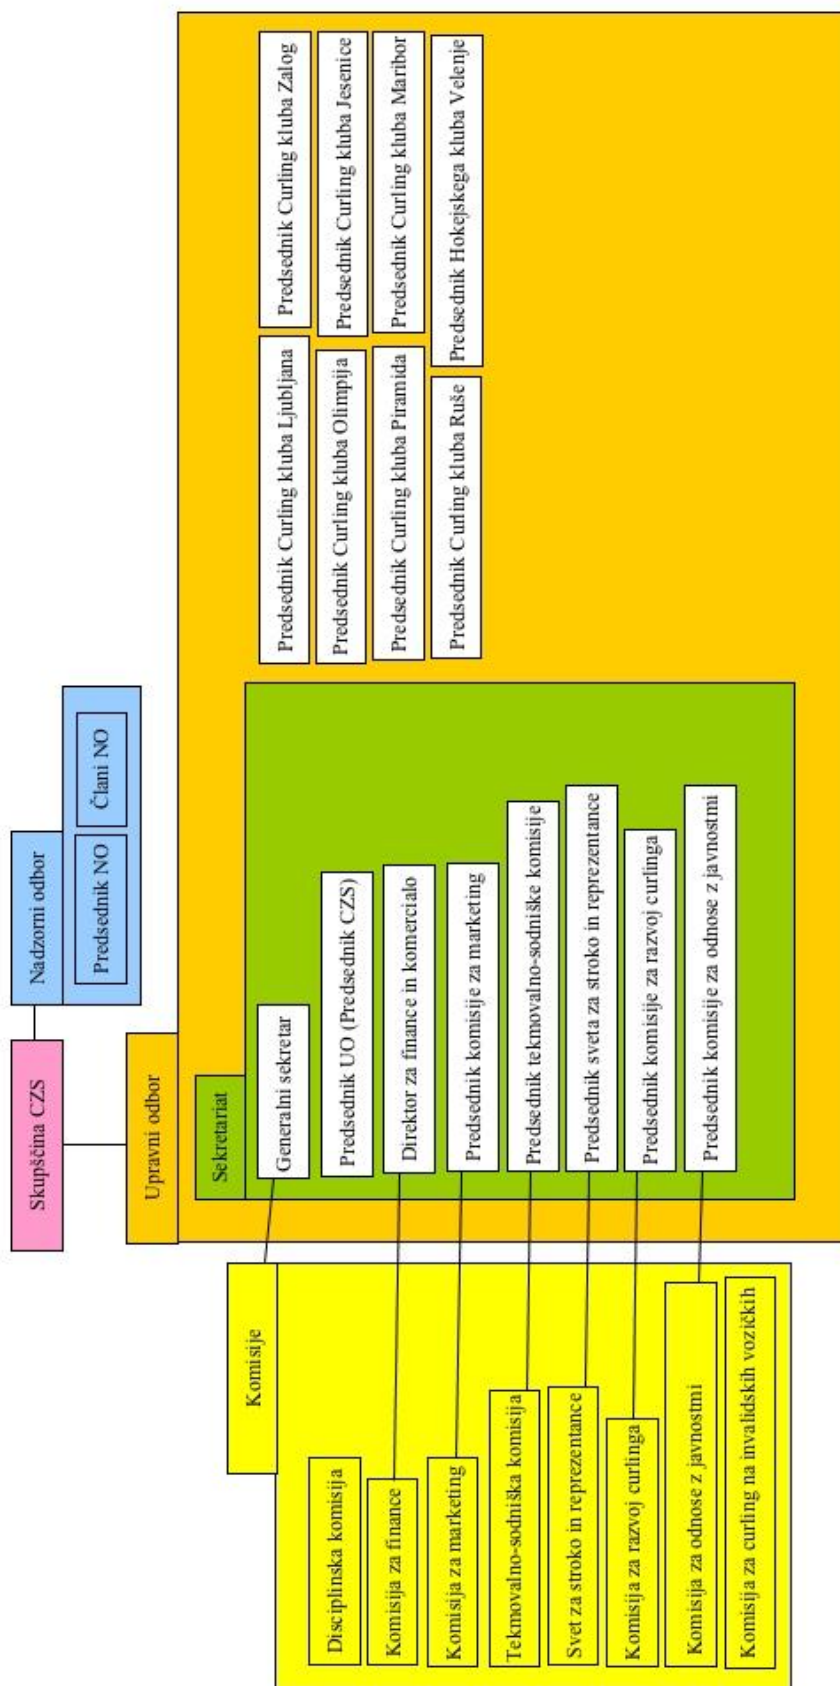 Skupščina CZS
Nadzorni odbor
Predsednik NO
Člani NO
Upravni odbor
Komisije
Disciplinska komisija
Komisija za finance
Komisija za marketing
Tekmovalno-sodniška komisija
Svet za stroko in reprezentance
Komisija za razvoj curlinga
Komisija za odnose z javnostmi
Komisija za curling na invalidskih vozičkih
Sekretariat
Generalni sekretar
Predsednik UO (Predsednik CZS)
Direktor za finance in komercialo
Predsednik komisije za marketing
Predsednik tekmovalno-sodniške komisije
Predsednik sveta za stroko in reprezentance
Predsednik komisije za razvoj curlinga
Predsednik komisije za odnose z javnostmi
Predsednik Curling kluba Ljubljana
Predsednik Curling kluba Zalog
Predsednik Curling kluba Olimpija
Predsednik Curling kluba Jesenice
Predsednik Curling kluba Piramida
Predsednik Curling kluba Maribor
Predsednik Curling kluba Ruše
Predsednik Hokejskega kluba Velenje